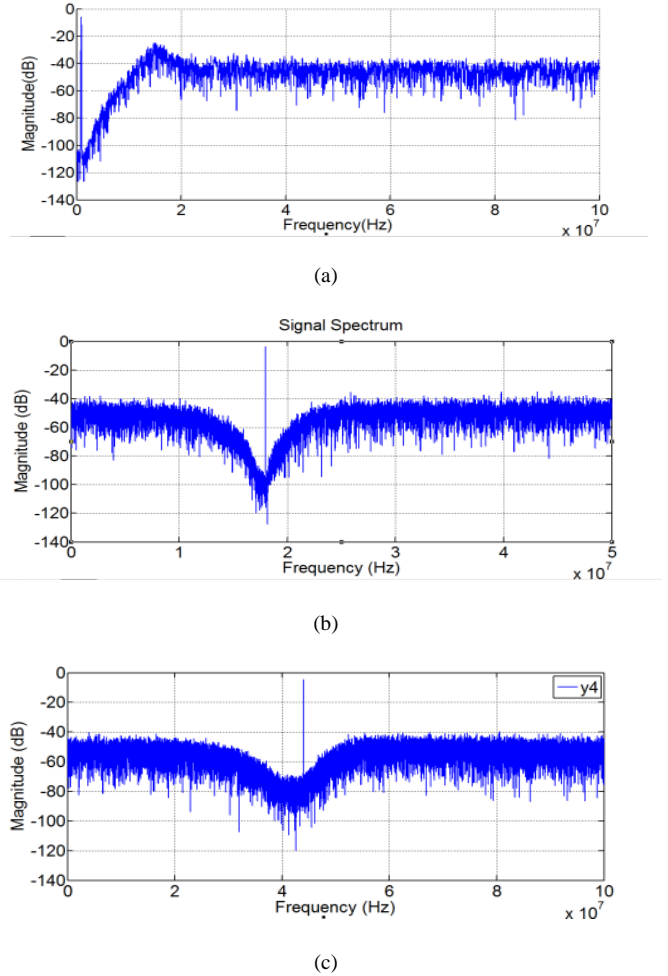 0
-20
-40
-60
-80
-100
-120
-140
Magnitude(dB)
0 2 4 6 8 10
Frequency(Hz)
x 10^7
(a)
Signal Spectrum
0
-20
-40
-60
-80
-100
-120
-140
Magnitude (dB)
0 1 2 3 4 5
Frequency (Hz)
x 10^7
(b)
y4
0
-20
-40
-60
-80
-100
-120
-140
Magnitude (dB)
0 2 4 6 8 10
Frequency (Hz)
x 10^7
(c)